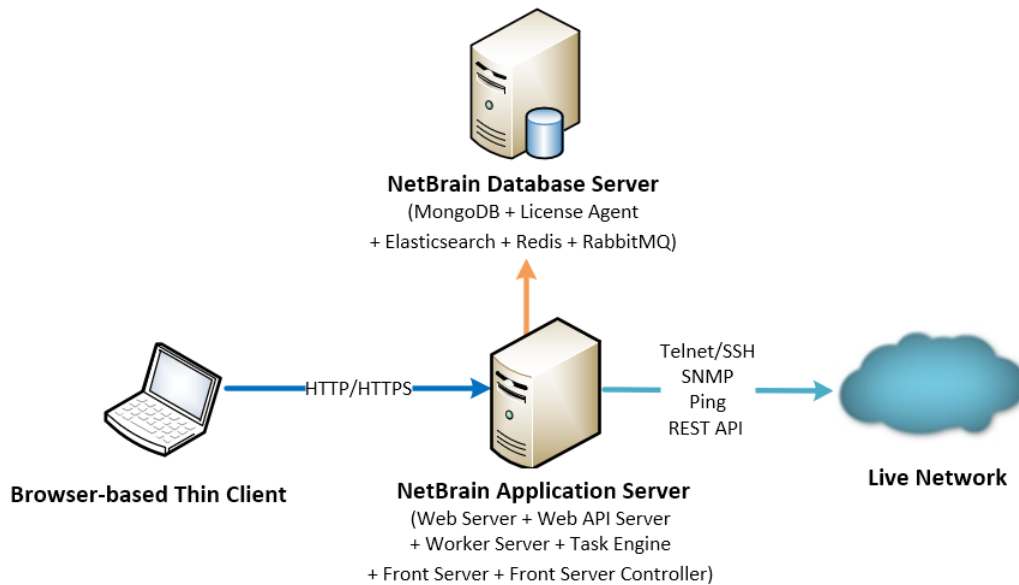 NetBrain Database Server
(MongoDB + License Agent
+ Elasticsearch + Redis + RabbitMQ)
HTTP/HTTPS
Telnet/SSH
SNMP
Ping
REST API
Browser-based Thin Client
NetBrain Application Server
(Web Server + Web API Server
+ Worker Server + Task Engine
+ Front Server + Front Server Controller)
Live Network